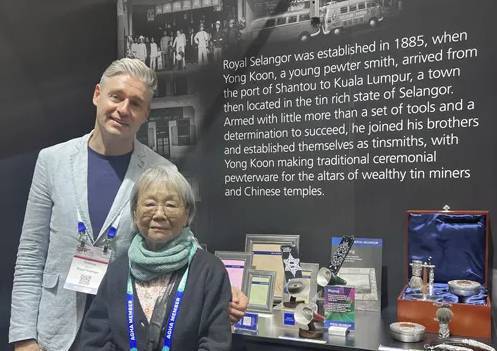 Royal Selangor was established in 1885, when
Yong Koon, a young pewter smith, arrived from
the port of Shantou to Kuala Lumpur, a town
then located in the tin rich state of Selangor.
Armed with little more than a set of tools and a
determination to succeed, he joined his brothers
and established themselves as tinsmiths, with
Yong Koon making traditional ceremonial
pewterware for the altars of wealthy tin miners
and Chinese temples.
AGHA MEMBER